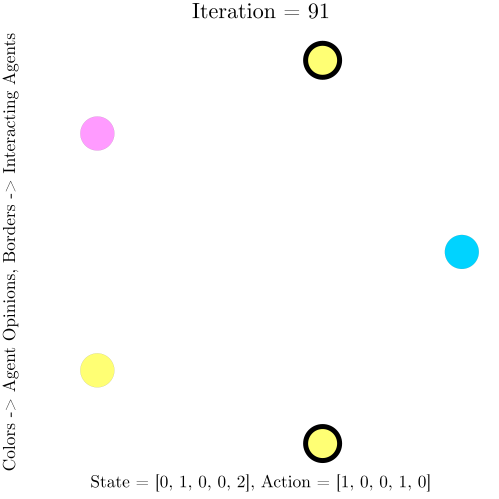 Iteration = 91
Colors -> Agent Opinions, Borders -> Interacting Agents
State = [0, 1, 0, 0, 2], Action = [1, 0, 0, 1, 0]